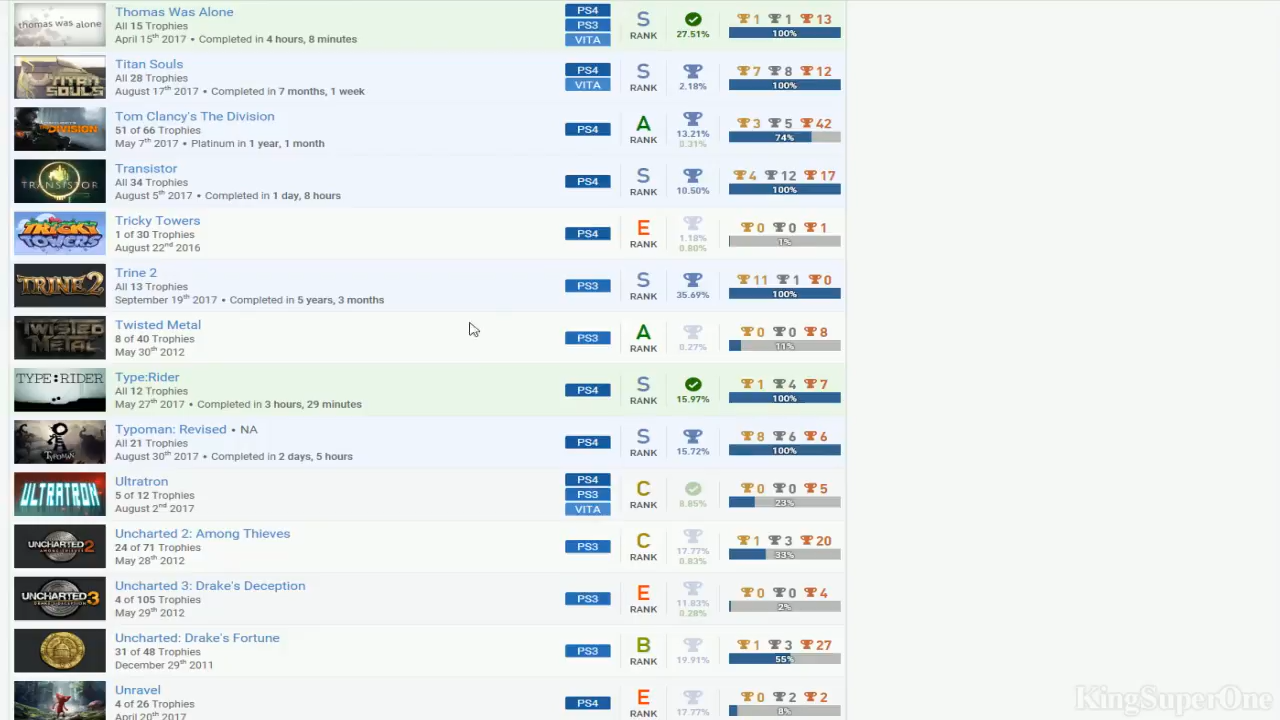 thomas was alone
Thomas Was Alone
All 15 Trophies
April 15th 2017 • Completed in 4 hours, 8 minutes
PS4
PS3
VITA
S
RANK
27.51%
1 1 13
100%
TITAN
SOULS
Titan Souls
All 28 Trophies
August 17th 2017 • Completed in 7 months, 1 week
PS4
VITA
S
RANK
2.18%
7 8 12
100%
Tom Clancy's The Division
51 of 66 Trophies
May 7th 2017 • Platinum in 1 year, 1 month
PS4
A
RANK
13.21%
0.31%
3 5 42
74%
TRANSISTOR
Transistor
All 34 Trophies
August 5th 2017 • Completed in 1 day, 8 hours
PS4
S
RANK
10.50%
4 12 17
100%
TRICKY
TOWERS
Tricky Towers
1 of 30 Trophies
August 22nd 2016
PS4
E
RANK
1.18%
0.80%
0 0 1
1%
TRINE 2
Trine 2
All 13 Trophies
September 19th 2017 • Completed in 5 years, 3 months
PS3
S
RANK
35.69%
11 1 0
100%
TWISTED
METAL
Twisted Metal
8 of 40 Trophies
May 30th 2012
PS3
A
RANK
0.27%
0 0 8
11%
TYPE:RIDER
Type:Rider
All 12 Trophies
May 27th 2017 • Completed in 3 hours, 29 minutes
PS4
S
RANK
15.97%
1 4 7
100%
TYPOMAN
Typoman: Revised • NA
All 21 Trophies
August 30th 2017 • Completed in 2 days, 5 hours
PS4
S
RANK
15.72%
8 6 6
100%
ULTRATRON
Ultratron
5 of 12 Trophies
August 2nd 2017
PS4
PS3
VITA
C
RANK
8.85%
0 0 5
23%
UNCHARTED 2
AMONG THIEVES
Uncharted 2: Among Thieves
24 of 71 Trophies
May 28th 2012
PS3
C
RANK
17.77%
0.83%
1 3 20
33%
UNCHARTED 3
DRAKE'S DECEPTION
Uncharted 3: Drake's Deception
4 of 105 Trophies
May 29th 2012
PS3
E
RANK
11.83%
0.28%
0 0 4
2%
Uncharted: Drake's Fortune
31 of 48 Trophies
December 29th 2011
PS3
B
RANK
19.91%
1 3 27
55%
Unravel
4 of 26 Trophies
April 20th 2017
PS4
E
RANK
17.77%
0 2 2
8%
KingSuperOne